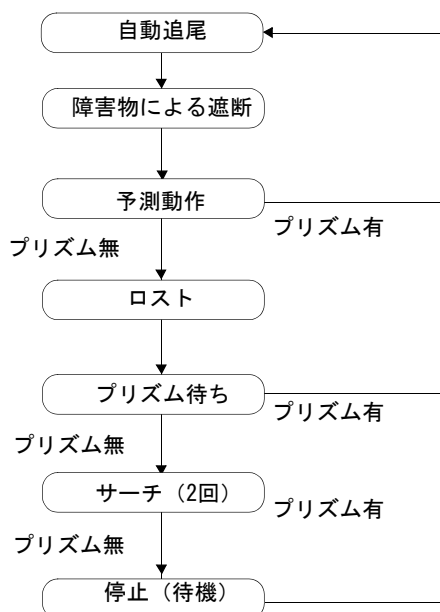 自動追尾
障害物による遮断
予測動作
プリズム有
プリズム無
ロスト
プリズム待ち
プリズム有
プリズム無
サーチ（2回）
プリズム有
プリズム無
停止（待機）